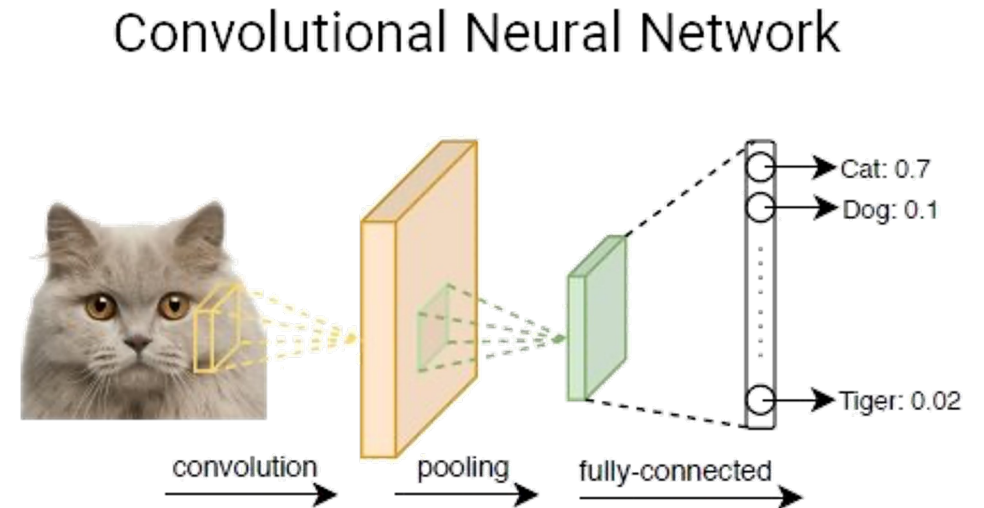 Convolutional Neural Network
Cat: 0.7
Dog: 0.1
Tiger: 0.02
convolution
pooling
fully-connected